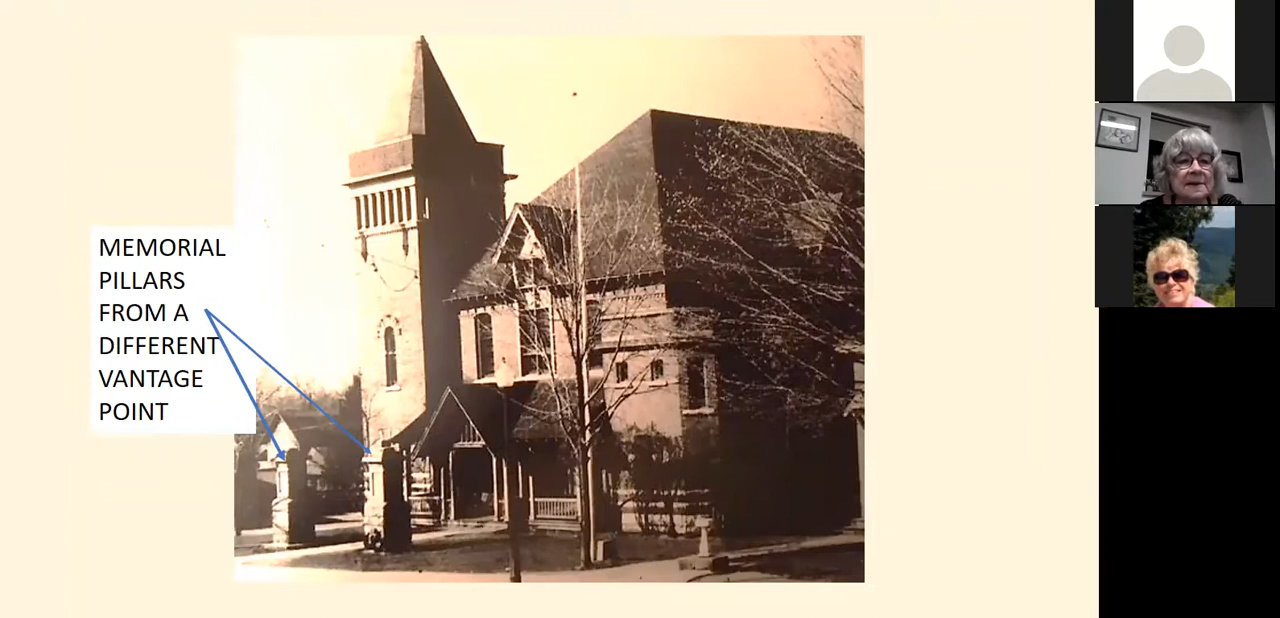 MEMORIAL
PILLARS
FROM A
DIFFERENT
VANTAGE
POINT